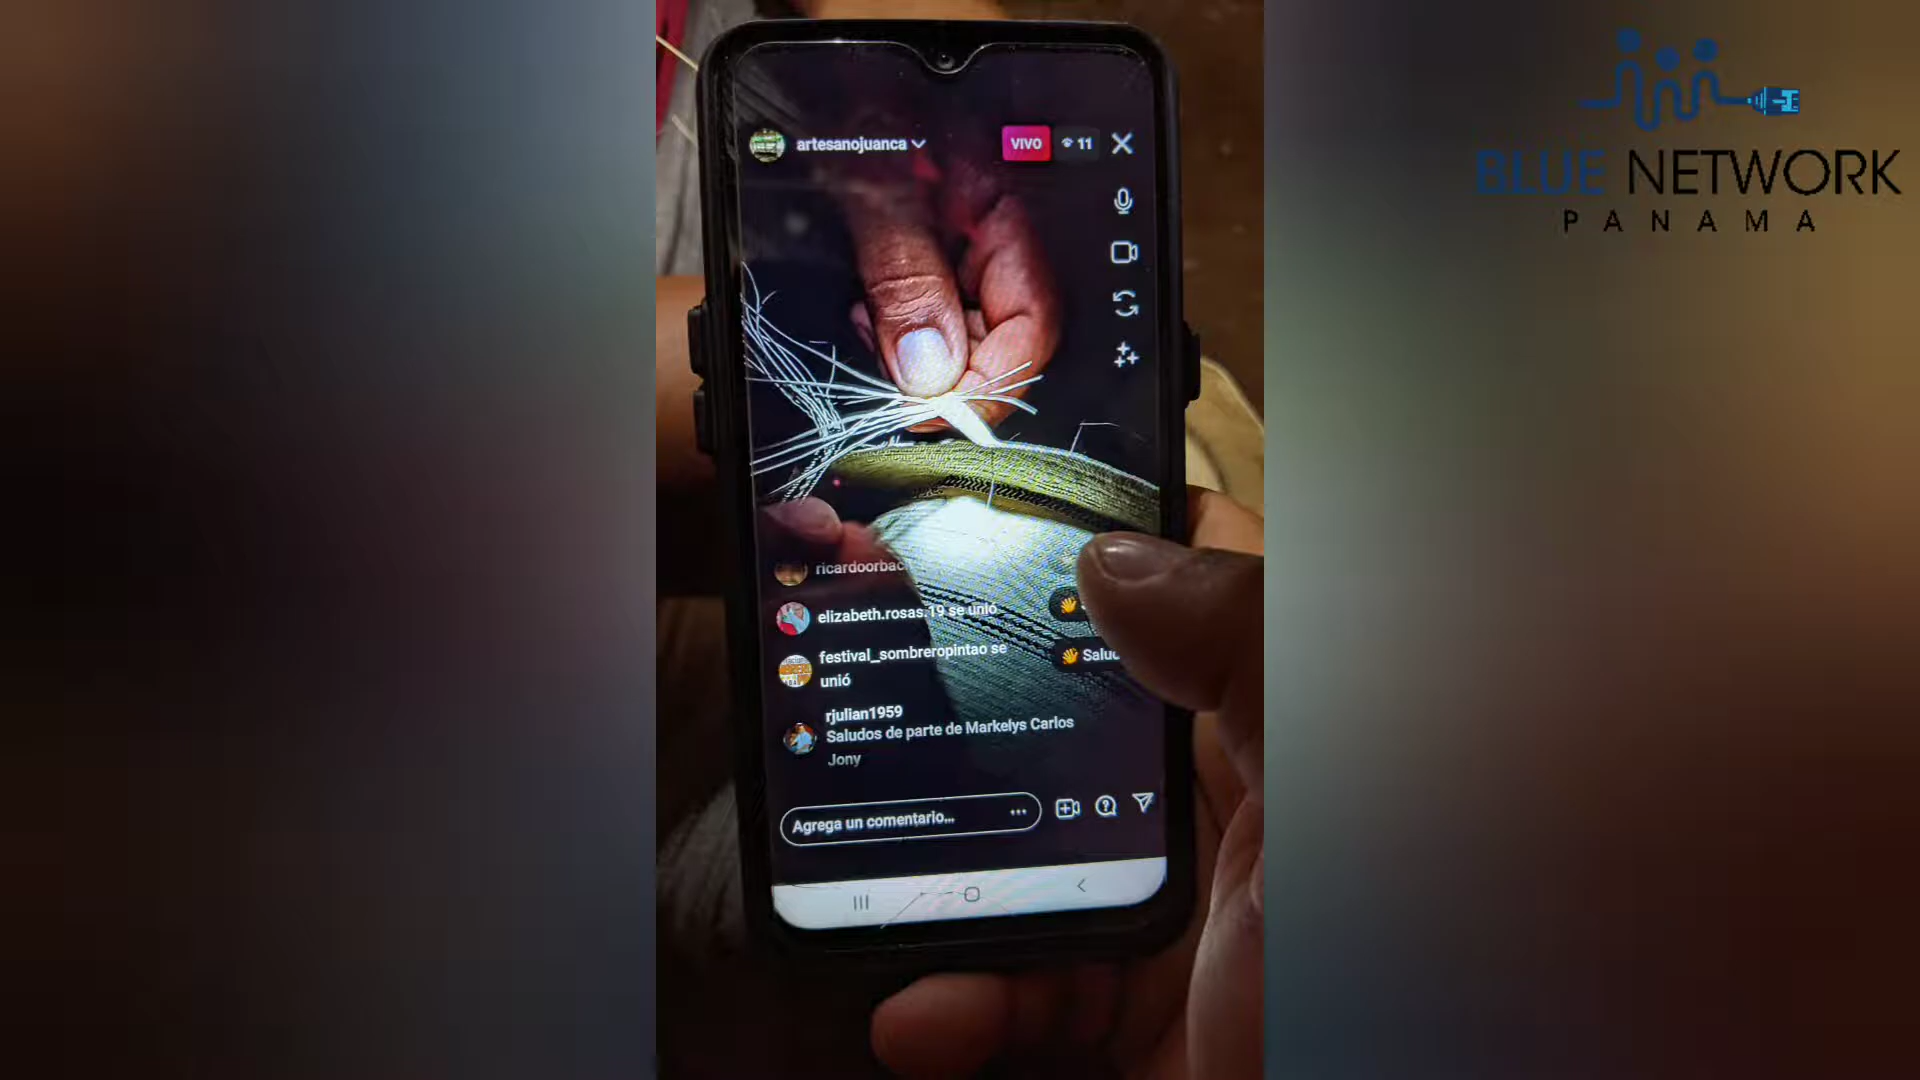 artesanojuanca
VIVO
11
elizabeth.rosas.19 se unió
festival_sombreropintao se
unió
rjulian1959
Saludos de parte de Markelys Carlos
Jony
Agrega un comentario...
BLUE NETWORK
PANAMA